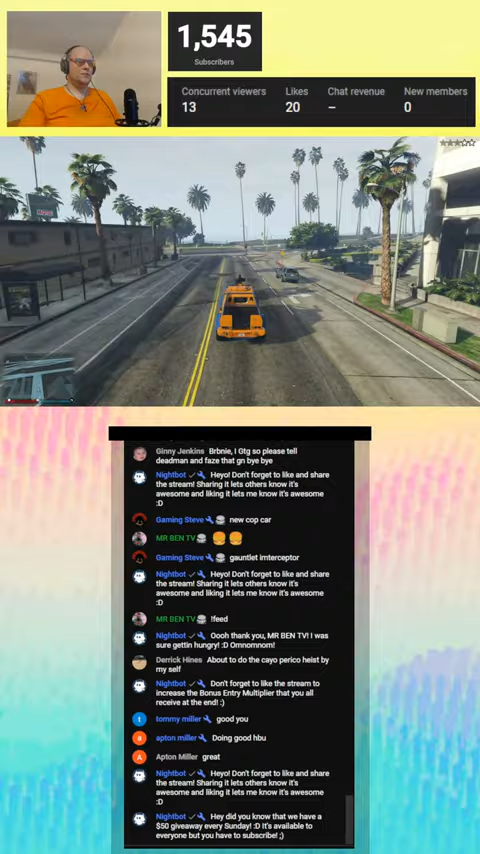 1,545
Subscribers
Concurrent viewers Likes Chat revenue New members
13 20 – 0
Ginny Jenkins Brbnie, I Gtg so please tell
deadman and faze that gn bye bye
Nightbot Heyo! Don't forget to like and share
the stream! Sharing it lets others know it's
awesome and liking it lets me know it's awesome
:D
Gaming Steve new cop car
MR BEN TV
Gaming Steve gauntlet imterceptor
Nightbot Heyo! Don't forget to like and share
the stream! Sharing it lets others know it's
awesome and liking it lets me know it's awesome
:D
MR BEN TV !feed
Nightbot Oooh thank you, MR BEN TV! I was
sure gettin hungry! :D Omnomnom!
Derrick Hines About to do the cayo perico heist by
my self
Nightbot Don't forget to like the stream to
increase the Bonus Entry Multiplier that you all
receive at the end! :)
tommy miller good you
apton miller Doing good hbu
Apton Miller great
Nightbot Heyo! Don't forget to like and share
the stream! Sharing it lets others know it's
awesome and liking it lets me know it's awesome
:D
Nightbot Hey did you know that we have a
$50 giveaway every Sunday! :D It's available to
everyone but you have to subscribe! ;)